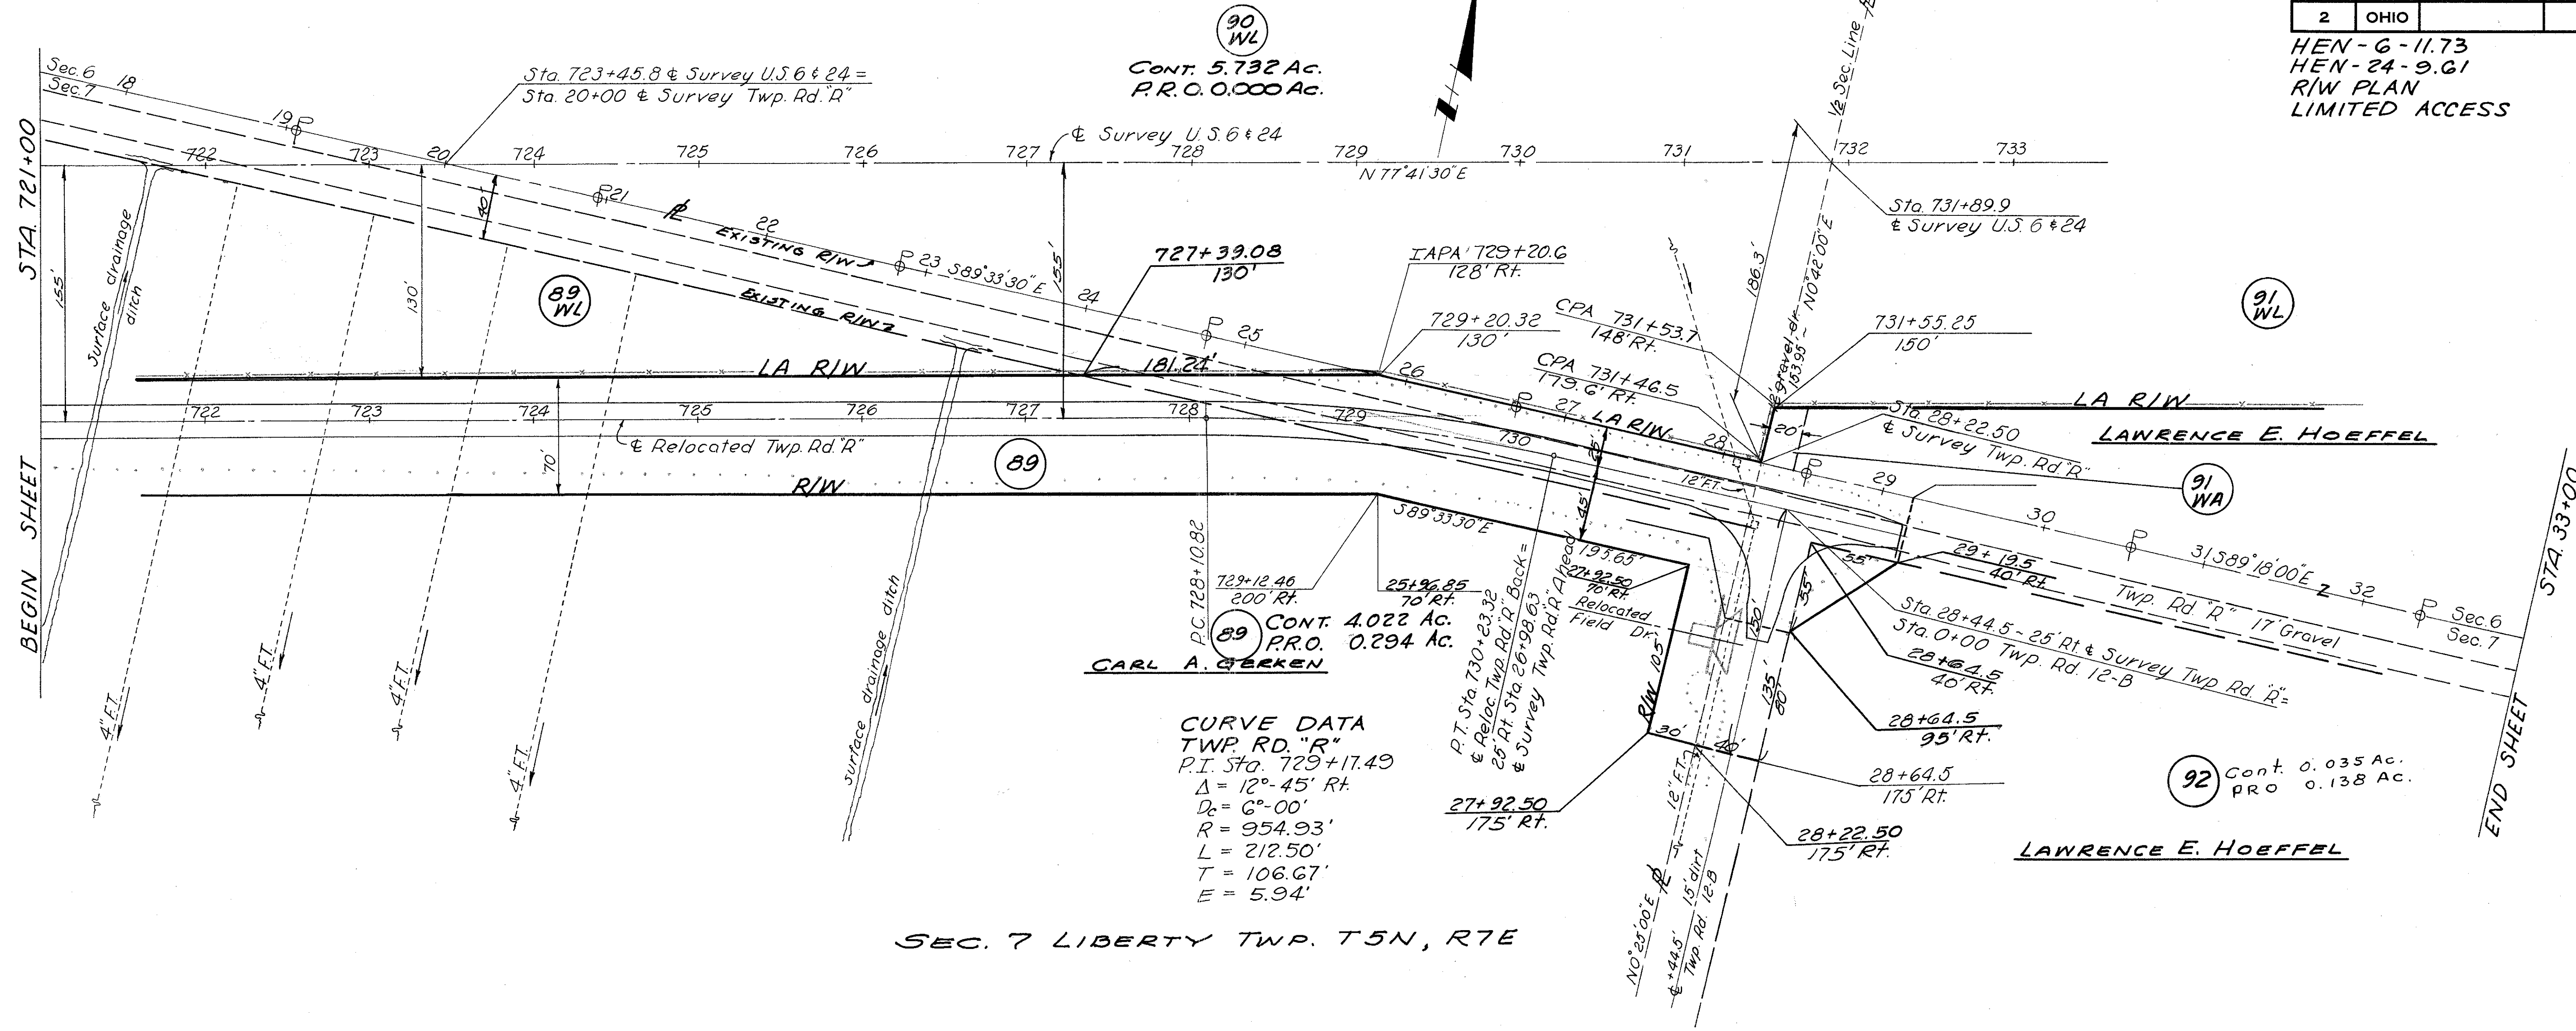 2 OHIO
HEN-6-11.73
HEN-24-9.61
R/W PLAN
LIMITED ACCESS
90
WL
CONT. 5.732 Ac.
P.R.O. 0.000 Ac.
1/2 Sec. Line ⅊
Sec. 6
Sec. 7
18
19
20
21
22
23
24
25
26
27
28
29
30
31
32
Sta. 723+45.8 ℄ Survey U.S. 6 & 24 =
Sta. 20+00 ℄ Survey Twp. Rd. "R"
℄ Survey U.S. 6 & 24
722 723 724 725 726 727 728 729 730 731 732 733
N 77°41'30" E
STA. 721+00
BEGIN SHEET
155'
130'
40'
155'
Surface drainage
ditch
⅊
EXISTING R/W
EXISTING R/W
S89°33'30"E
89
WL
727+39.08
130'
IAPA 729+20.6
128' Rt.
729+20.32
130'
CPA 731+53.7
148' Rt.
CPA 731+46.5
179.6' Rt.
186.3'
153.95' - N0°42'00"E
gravel dr.
Sta. 731+89.9
℄ Survey U.S. 6 & 24
731+55.25
150'
91
WL
LA R/W
181.24'
LA R/W
LA R/W
LAWRENCE E. HOEFFEL
20'
Sta. 28+22.50
℄ Survey Twp. Rd. "R"
91
WA
722 723 724 725 726 727 728 729 730
℄ Relocated Twp. Rd. "R"
70'
89
R/W
25'
45'
12" F.T.
S89°33'30"E
195.65'
P.C. 728+10.82
729+12.46
200' Rt.
25+96.85
70' Rt.
27+92.50
70' Rt.
Relocated
Field Dr.
P.T. Sta. 730+23.32
℄ Reloc. Twp. Rd. "R" Back =
25' Rt. Sta. 26+98.63
℄ Survey Twp. Rd. "R" Ahead
89
CONT. 4.022 Ac.
P.R.O. 0.294 Ac.
CARL A. GERKEN
surface drainage ditch
4" F.T.
4" F.T.
4" F.T.
4" F.T.
CURVE DATA
TWP. RD. "R"
P.I. Sta. 729+17.49
Δ = 12°-45' Rt.
Dc = 6°-00'
R = 954.93'
L = 212.50'
T = 106.67'
E = 5.94'
R/W 105'
150'
55'
55'
135'
80'
30'
40'
29+19.5
40' Rt.
S89°18'00"E
Z
Twp. Rd. "R" 17' Gravel
Sec. 6
Sec. 7
Sta. 28+44.5 - 25' Rt. ℄ Survey Twp. Rd. "R" =
Sta. 0+00 Twp. Rd. 12-B
28+64.5
40' Rt.
28+64.5
95' Rt.
28+64.5
175' Rt.
28+22.50
175' Rt.
27+92.50
175' Rt.
12" F.T.
N0°25'00"E ⅊
℄ +44.5' 15' dirt
Twp. Rd. 12-B
92
Cont. 0.035 Ac.
PRO 0.138 Ac.
LAWRENCE E. HOEFFEL
STA. 33+00
END SHEET
SEC. 7 LIBERTY TWP. T5N, R7E